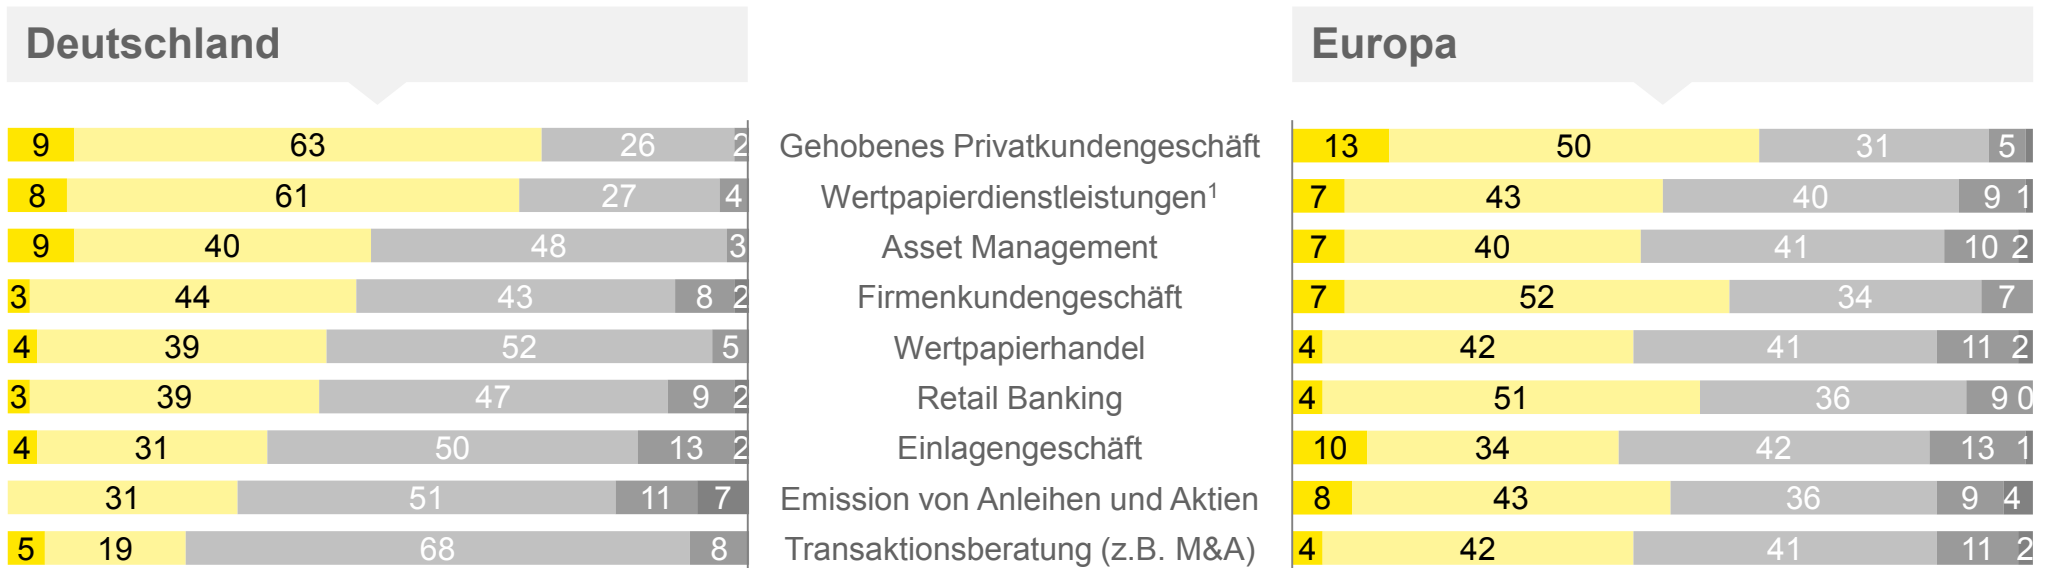 Deutschland Europa
9 63 26 2 Gehobenes Privatkundengeschäft 13 50 31 5
8 61 27 4 Wertpapierdienstleistungen¹ 7 43 40 9 1
9 40 48 3 Asset Management 7 40 41 10 2
3 44 43 8 2 Firmenkundengeschäft 7 52 34 7
4 39 52 5 Wertpapierhandel 4 42 41 11 2
3 39 47 9 2 Retail Banking 4 51 36 9 0
4 31 50 13 2 Einlagengeschäft 10 34 42 13 1
31 51 11 7 Emission von Anleihen und Aktien 8 43 36 9 4
5 19 68 8 Transaktionsberatung (z.B. M&A) 4 42 41 11 2